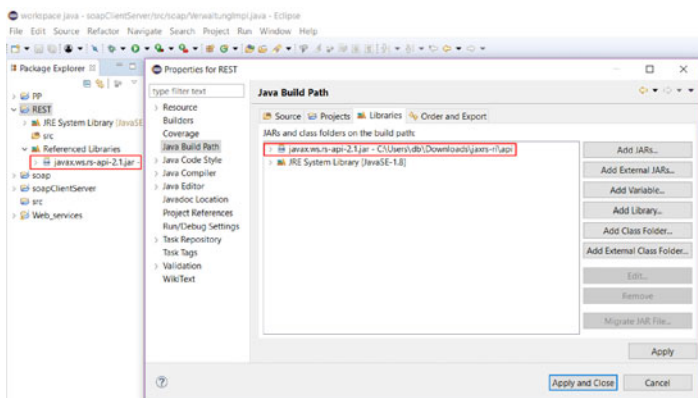 workspace java - soapClientServer/src/soap/VerwaltungImpl.java - Eclipse
File Edit Source Refactor Navigate Search Project Run Window Help
Package Explorer
PP
REST
JRE System Library [JavaSE
src
Referenced Libraries
javax.ws.rs-api-2.1.jar -
soap
soapClientServer
src
Web_services
Properties for REST
type filter text
Resource
Builders
Coverage
Java Build Path
Java Code Style
Java Compiler
Java Editor
Javadoc Location
Project References
Run/Debug Settings
Task Repository
Task Tags
Validation
WikiText
Java Build Path
Source Projects Libraries Order and Export
JARs and class folders on the build path:
javax.ws.rs-api-2.1.jar - C:\Users\db\Downloads\jaxrs-ri\api
JRE System Library [JavaSE-1.8]
Add JARs...
Add External JARs...
Add Variable...
Add Library...
Add Class Folder...
Add External Class Folder...
Edit...
Remove
Migrate JAR File...
Apply
Apply and Close Cancel